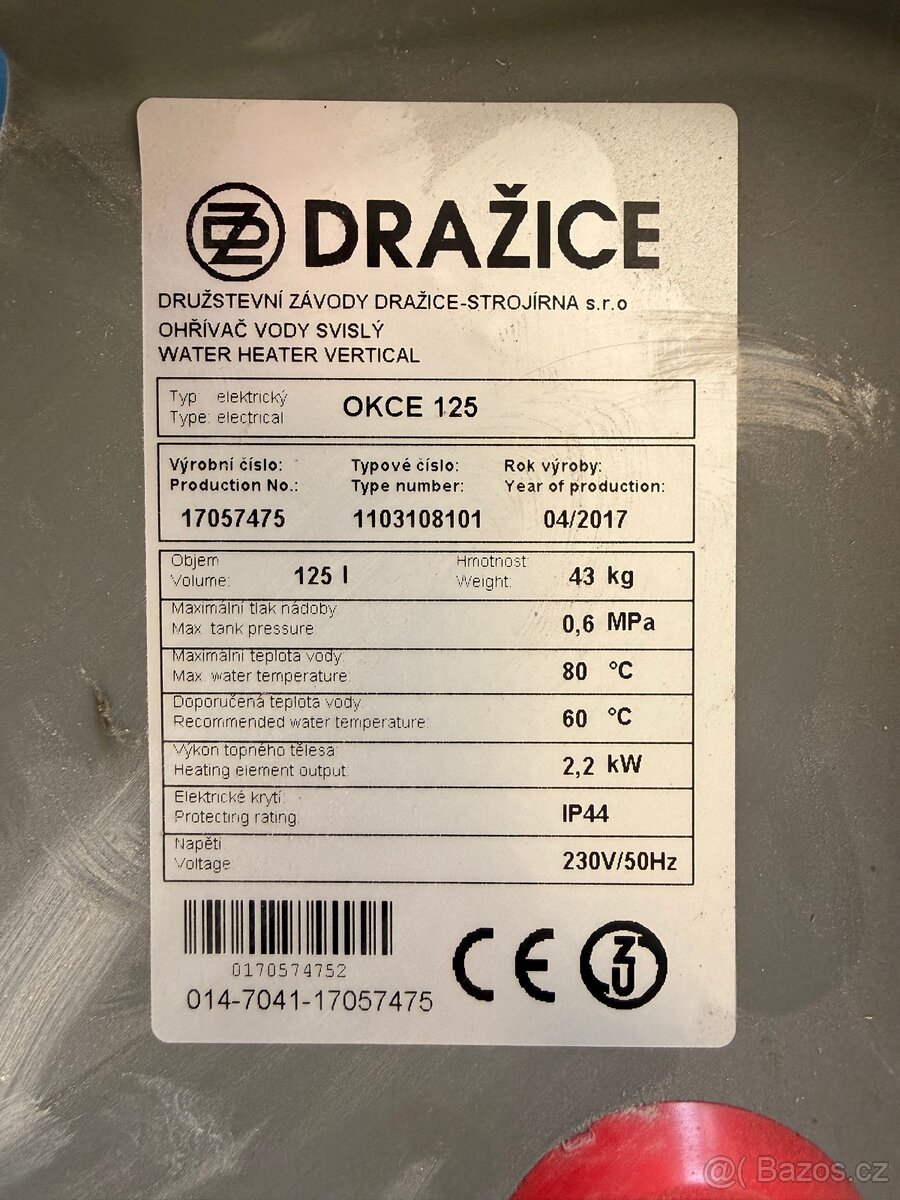 DRAŽICE
DRUŽSTEVNÍ ZÁVODY DRAŽICE-STROJÍRNA s.r.o
OHŘÍVAČ VODY SVISLÝ
WATER HEATER VERTICAL
Typ: elektrický
Type: electrical
OKCE 125
Výrobní číslo: Typové číslo: Rok výroby:
Production No.: Type number: Year of production:
17057475 1103108101 04/2017
Objem Hmotnost:
Volume: 125 l Weight: 43 kg
Maximální tlak nádoby
Max. tank pressure 0,6 MPa
Maximální teplota vody:
Max. water temperature: 80 °C
Doporučená teplota vody:
Recommended water temperature: 60 °C
Výkon topného tělesa:
Heating element output: 2,2 kW
Elektrické krytí:
Protecting rating: IP44
Napětí
Voltage: 230V/50Hz
0170574752
014-7041-17057475
CE
@( Bazos.cz